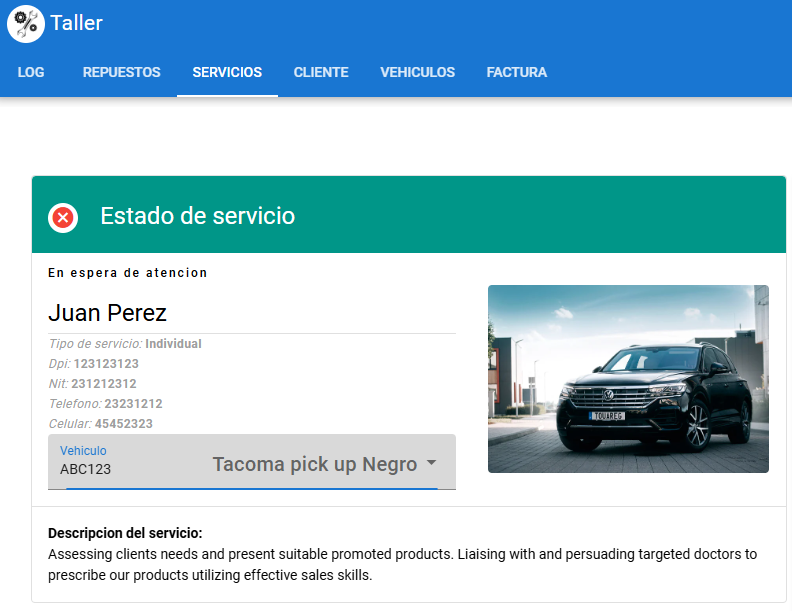 Taller
LOG REPUESTOS SERVICIOS CLIENTE VEHICULOS FACTURA
Estado de servicio
En espera de atencion
Juan Perez
Tipo de servicio: Individual
Dpi: 123123123
Nit: 231212312
Telefono: 23231212
Celular: 45452323
Vehiculo
ABC123 Tacoma pick up Negro
TOUAREG
Descripcion del servicio:
Assessing clients needs and present suitable promoted products. Liaising with and persuading targeted doctors to
prescribe our products utilizing effective sales skills.